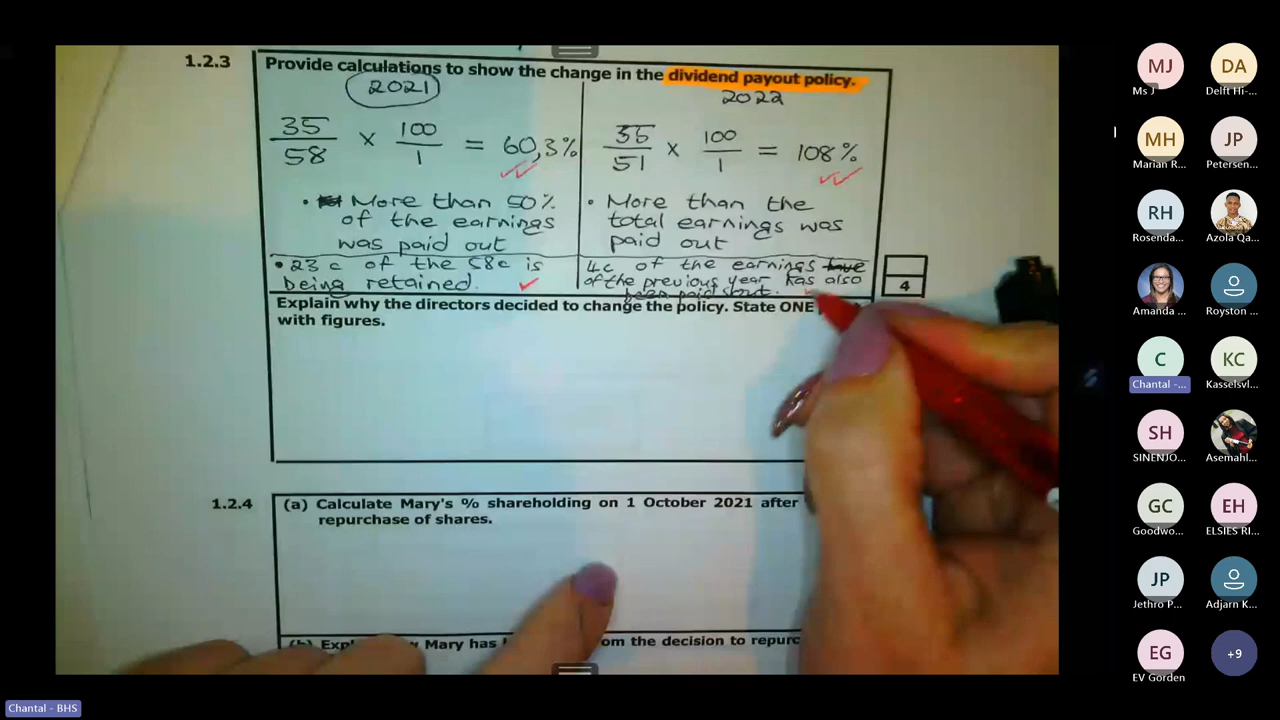 1.2.3
Provide calculations to show the change in the dividend payout policy.
2021
2022
35/58 × 100/1 = 60,3%
55/51 × 100/1 = 108%
• More than 50%
of the earnings
was paid out
• More than the
total earnings was
paid out
• 23c of the 58c is
being retained.
4c of the earnings have
of the previous year has also
been paid out.
4
Explain why the directors decided to change the policy. State ONE
with figures.
1.2.4
(a) Calculate Mary's % shareholding on 1 October 2021 after
repurchase of shares.
Mary has
om the decision to repurc
MJ
DA
Ms J
Delft Hi-...
MH
JP
Marian R...
Petersen...
RH
Rosenda...
Azola Qa...
Amanda ...
Royston ...
C
KC
Chantal -...
Kasselsvl...
SH
SINENJO...
Asemahl...
GC
EH
Goodwo...
ELSIES RI...
JP
Jethro P...
Adjarn K...
EG
+9
EV Gorden
Chantal - BHS